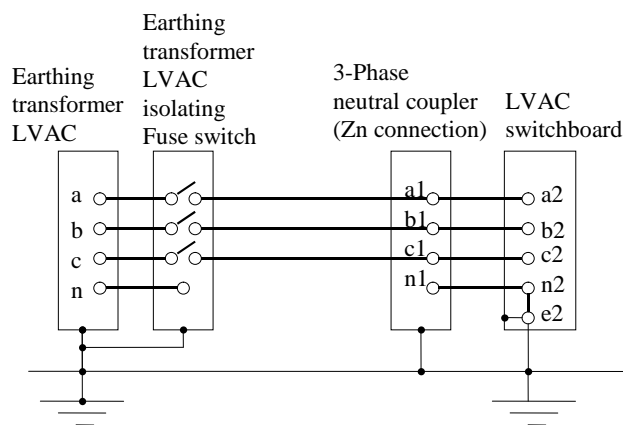 Earthing
transformer
LVAC
Earthing
transformer
LVAC
isolating
Fuse switch
3-Phase
neutral coupler
(Zn connection)
LVAC
switchboard
a
b
c
n
a1
b1
c1
n1
a2
b2
c2
n2
e2